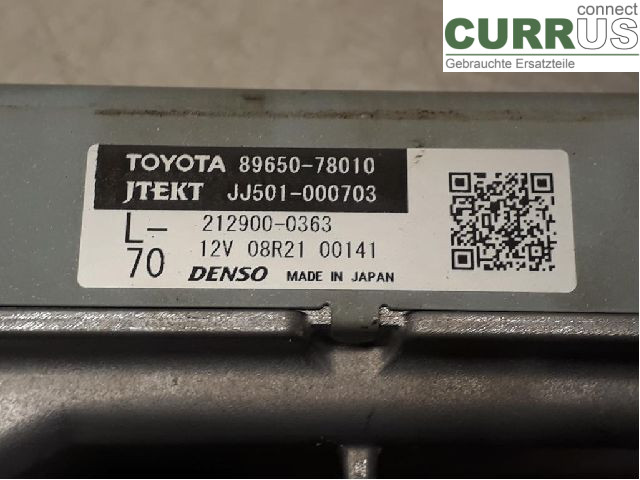 connect
CURRUS
Gebrauchte Ersatzteile
TOYOTA 89650-78010
JTEKT JJ501-000703
L- 212900-0363
70 12V 08R21 00141
DENSO MADE IN JAPAN